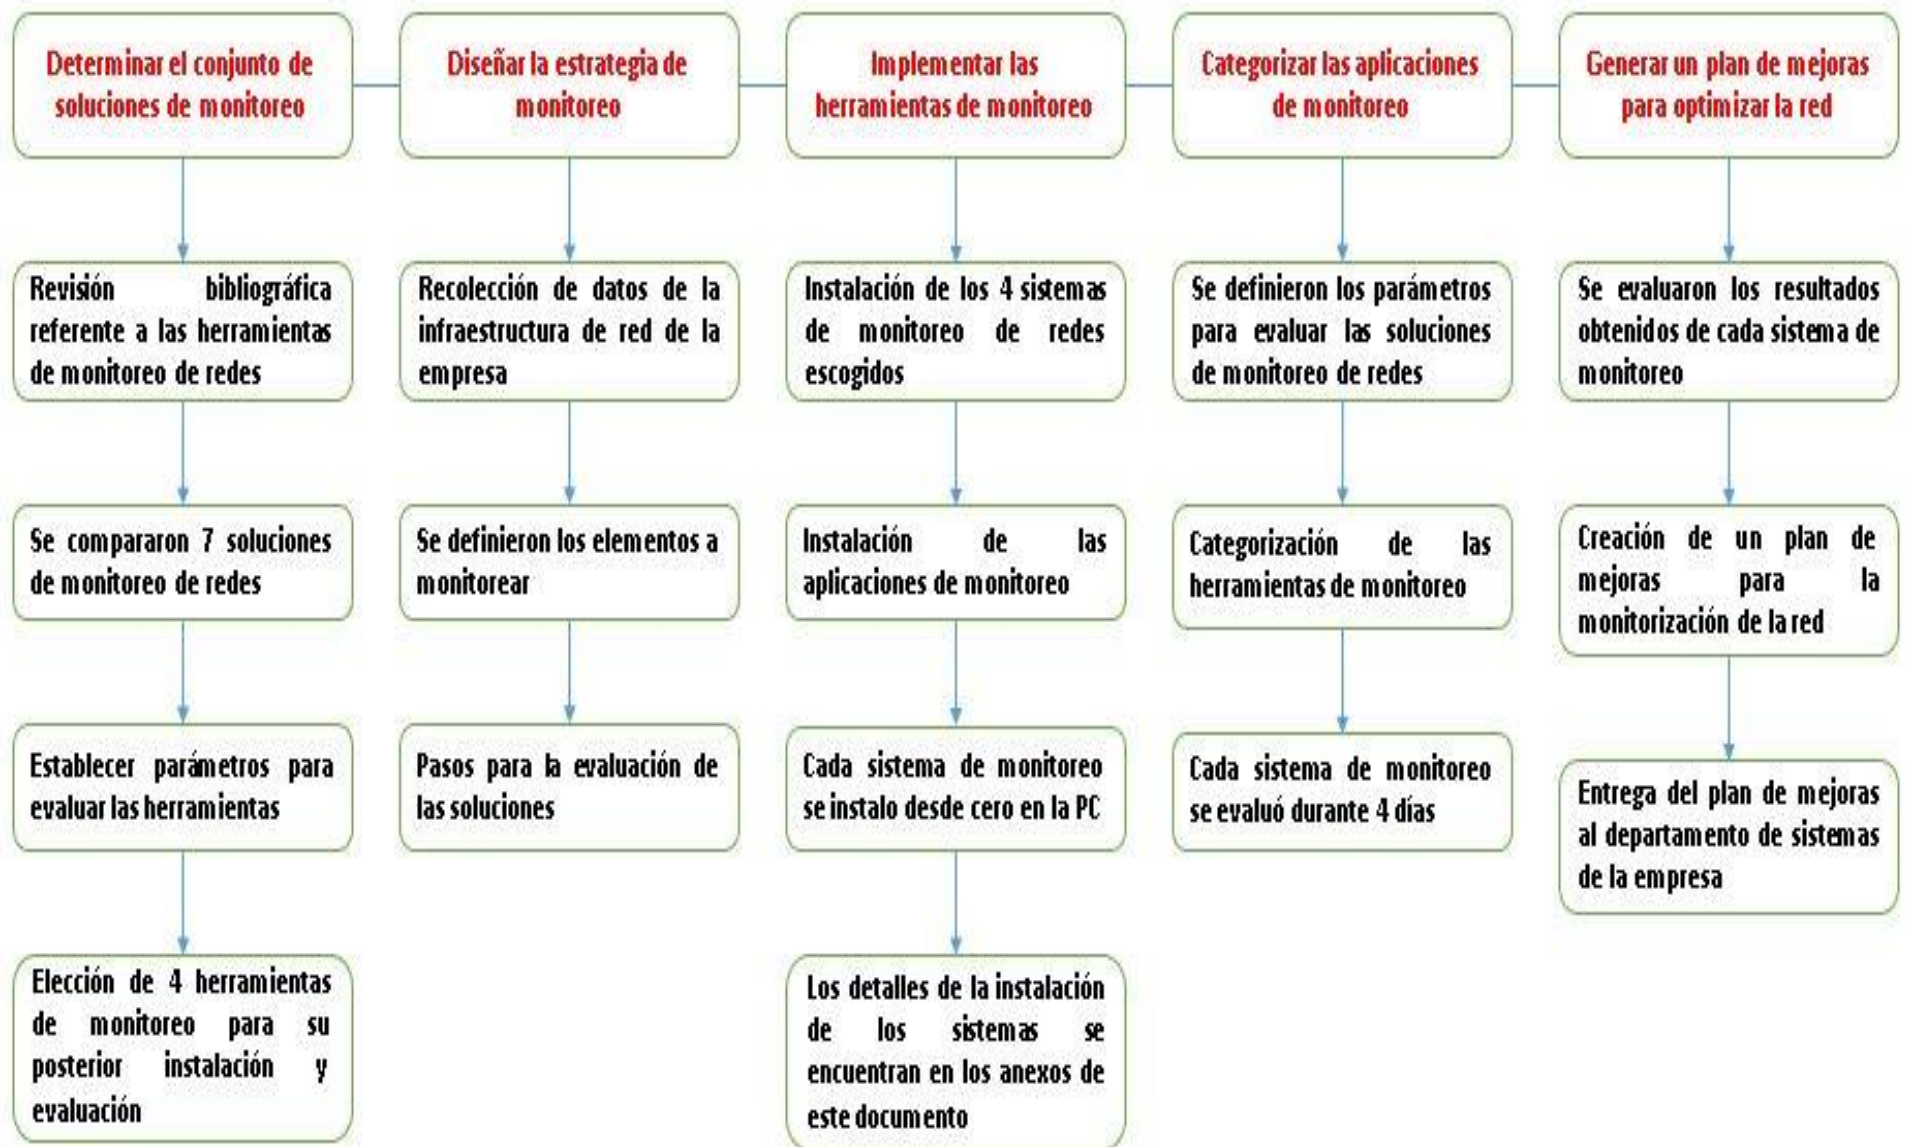 Determinar el conjunto de
soluciones de monitoreo
Revisión bibliográfica
referente a las herramientas
de monitoreo de redes
Se compararon 7 soluciones
de monitoreo de redes
Establecer parámetros para
evaluar las herramientas
Elección de 4 herramientas
de monitoreo para su
posterior instalación y
evaluación
Diseñar la estrategia de
monitoreo
Recolección de datos de la
infraestructura de red de la
empresa
Se definieron los elementos a
monitorear
Pasos para la evaluación de
las soluciones
Implementar las
herramientas de monitoreo
Instalación de los 4 sistemas
de monitoreo de redes
escogidos
Instalación de las
aplicaciones de monitoreo
Cada sistema de monitoreo
se instalo desde cero en la PC
Los detalles de la instalación
de los sistemas se
encuentran en los anexos de
este documento
Categorizar las aplicaciones
de monitoreo
Se definieron los parámetros
para evaluar las soluciones
de monitoreo de redes
Categorización de las
herramientas de monitoreo
Cada sistema de monitoreo
se evaluó durante 4 días
Generar un plan de mejoras
para optimizar la red
Se evaluaron los resultados
obtenidos de cada sistema de
monitoreo
Creación de un plan de
mejoras para la
monitorización de la red
Entrega del plan de mejoras
al departamento de sistemas
de la empresa